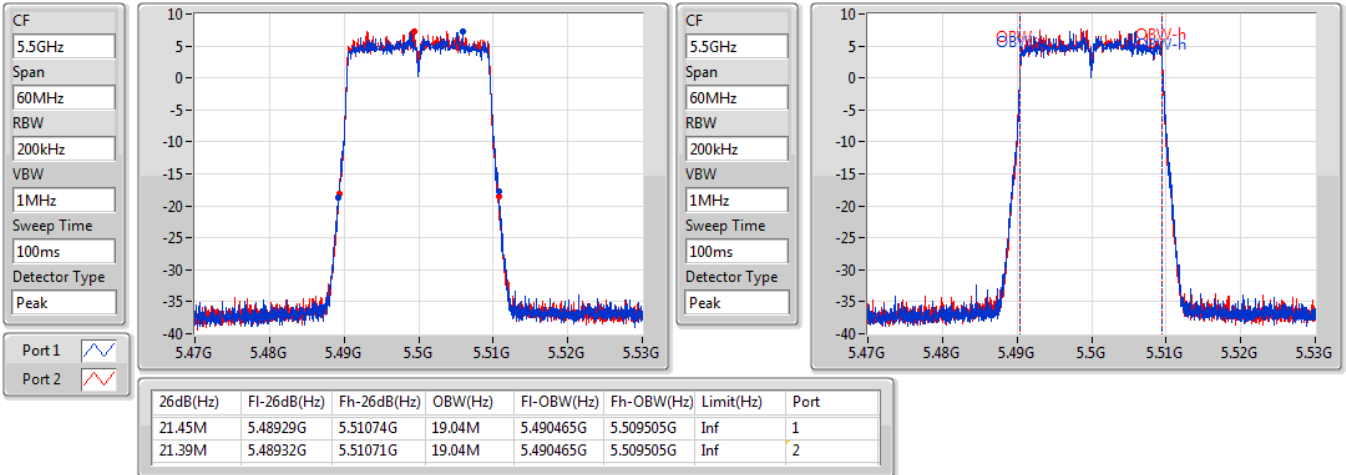 CF
5.5GHz
Span
60MHz
RBW
200kHz
VBW
1MHz
Sweep Time
100ms
Detector Type
Peak
10
5
0
-5
-10
-15
-20
-25
-30
-35
-40
5.47G 5.48G 5.49G 5.5G 5.51G 5.52G 5.53G
CF
5.5GHz
Span
60MHz
RBW
200kHz
VBW
1MHz
Sweep Time
100ms
Detector Type
Peak
10
5
0
-5
-10
-15
-20
-25
-30
-35
-40
OBW OBW-h
OBW OBW-h
5.47G 5.48G 5.49G 5.5G 5.51G 5.52G 5.53G
Port 1
Port 2
26dB(Hz) Fl-26dB(Hz) Fh-26dB(Hz) OBW(Hz) Fl-OBW(Hz) Fh-OBW(Hz) Limit(Hz) Port
21.45M 5.48929G 5.51074G 19.04M 5.490465G 5.509505G Inf 1
21.39M 5.48932G 5.51071G 19.04M 5.490465G 5.509505G Inf 2